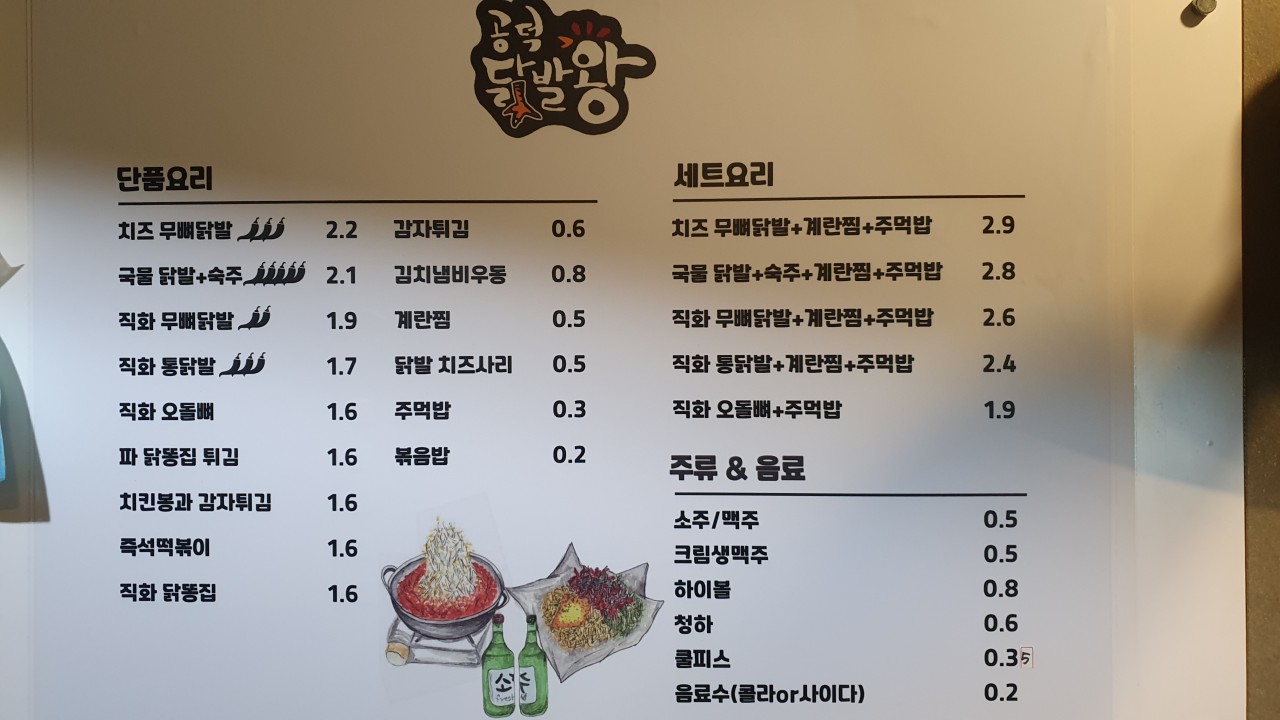 공덕
닭발왕
단품요리
치즈 무뼈닭발 2.2
국물 닭발+숙주 2.1
직화 무뼈닭발 1.9
직화 통닭발 1.7
직화 오돌뼈 1.6
파 닭똥집 튀김 1.6
치킨봉과 감자튀김 1.6
즉석떡볶이 1.6
직화 닭똥집 1.6
감자튀김 0.6
김치냄비우동 0.8
계란찜 0.5
닭발 치즈사리 0.5
주먹밥 0.3
볶음밥 0.2
세트요리
치즈 무뼈닭발+계란찜+주먹밥 2.9
국물 닭발+숙주+계란찜+주먹밥 2.8
직화 무뼈닭발+계란찜+주먹밥 2.6
직화 통닭발+계란찜+주먹밥 2.4
직화 오돌뼈+주먹밥 1.9
주류 & 음료
소주/맥주 0.5
크림생맥주 0.5
하이볼 0.8
청하 0.6
쿨피스 0.35
음료수(콜라or사이다) 0.2
소주